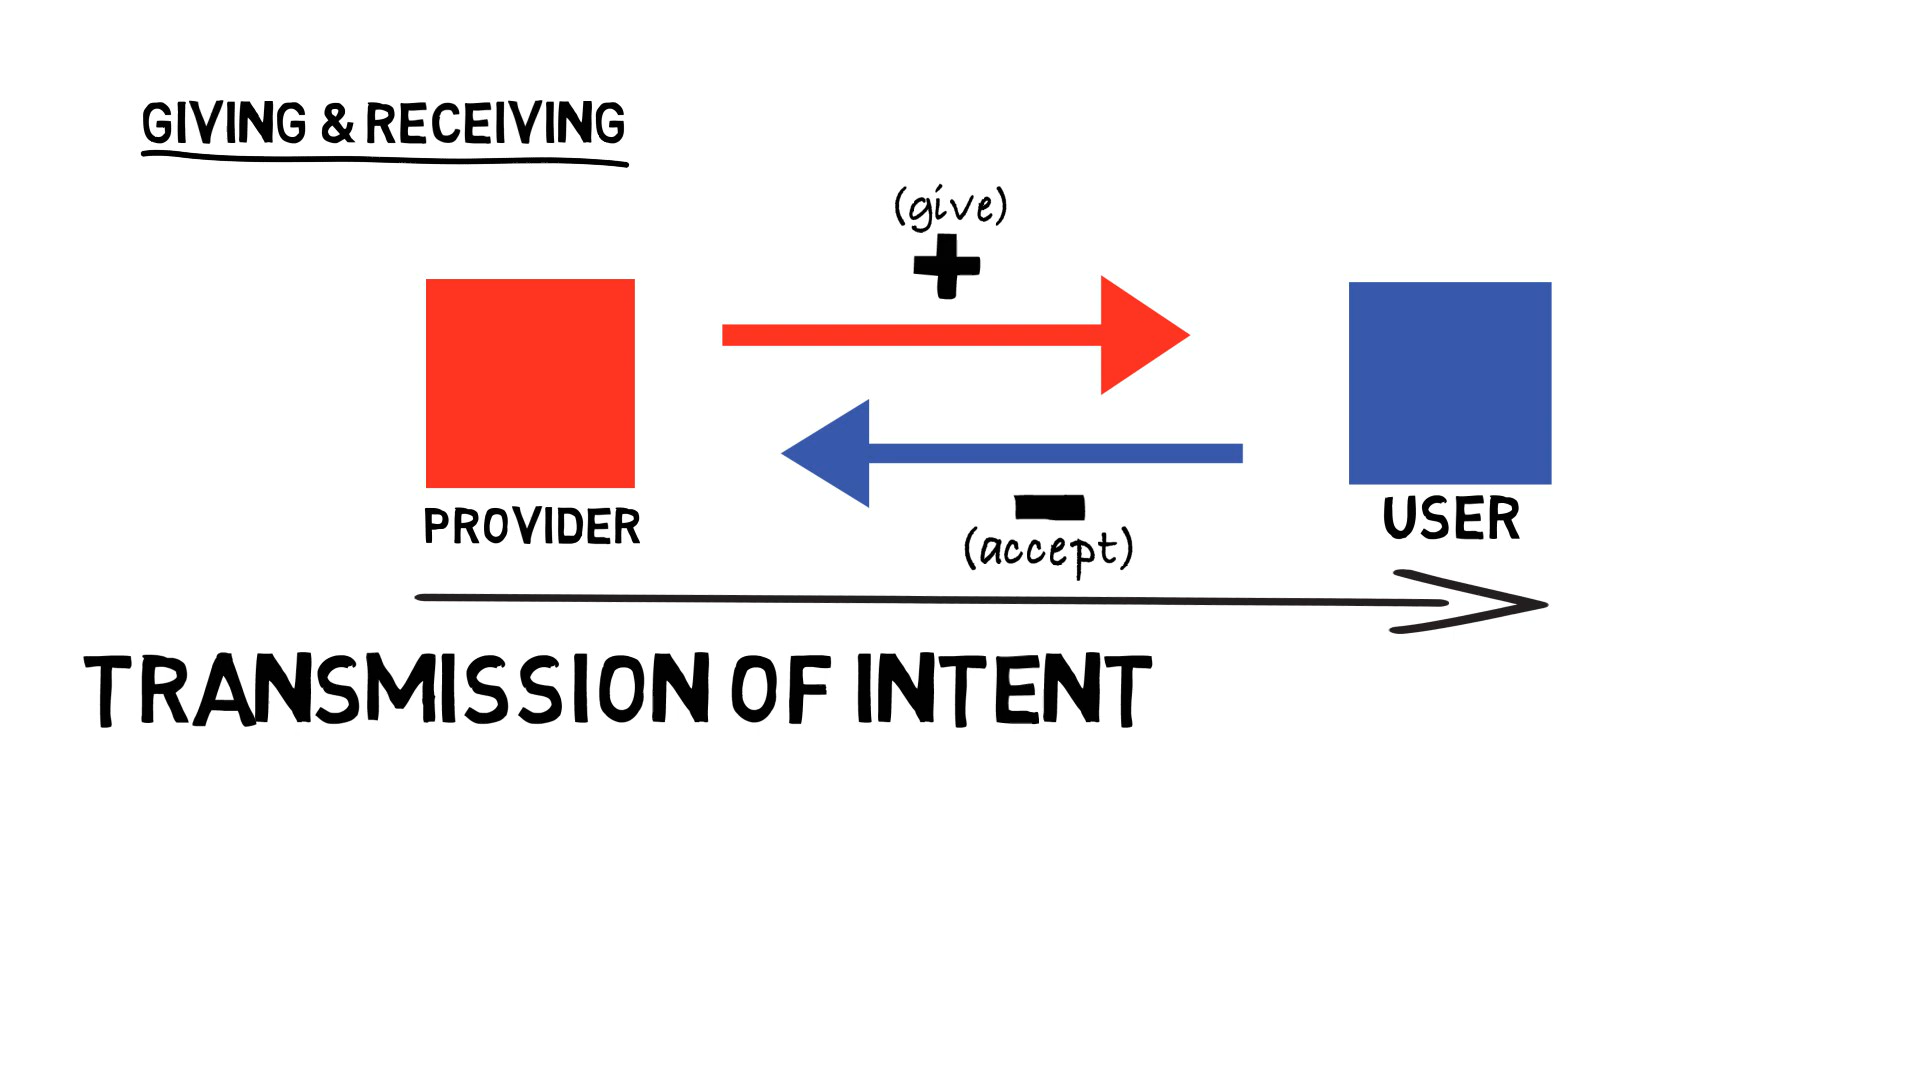 GIVING & RECEIVING
(give)
+
PROVIDER
USER
-
(accept)
TRANSMISSION OF INTENT